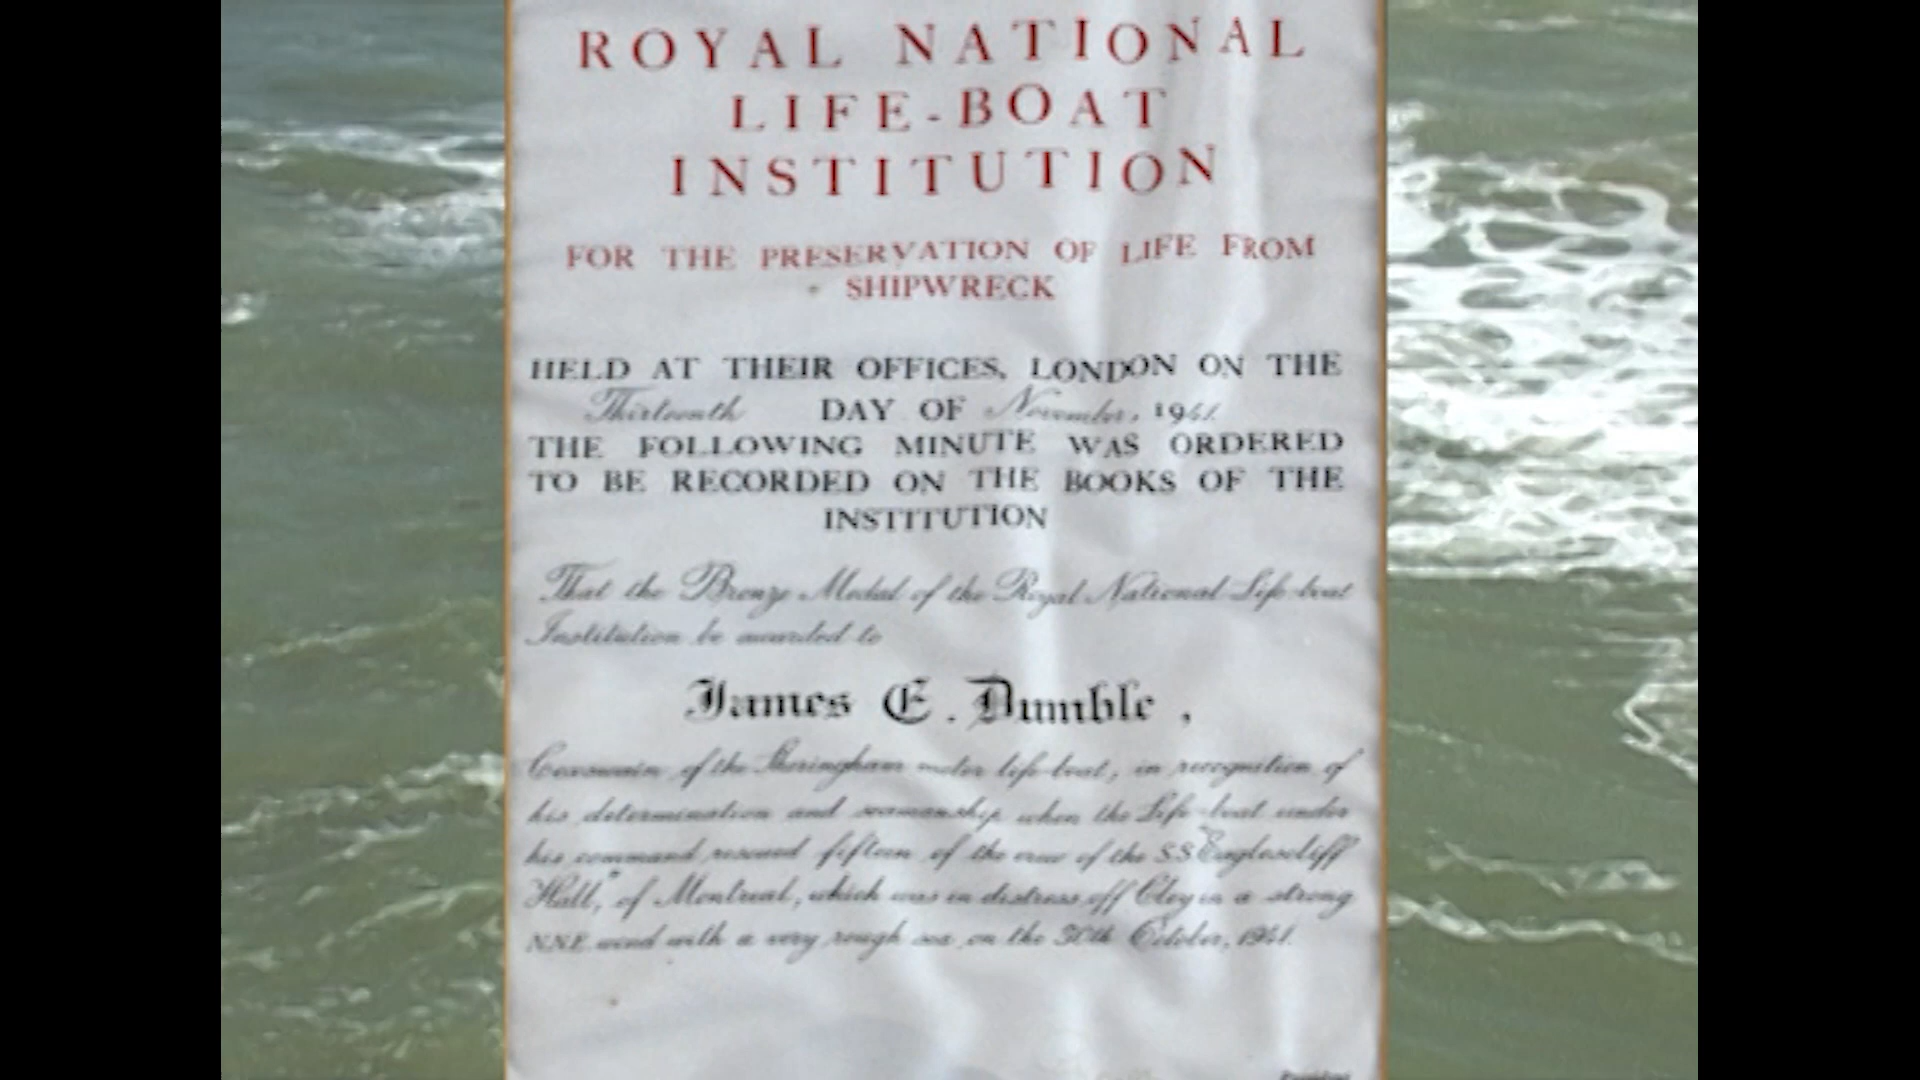 ROYAL NATIONAL
LIFE-BOAT
INSTITUTION
FOR THE PRESERVATION OF LIFE FROM
SHIPWRECK
HELD AT THEIR OFFICES, LONDON ON THE
Thirteenth DAY OF November, 1941.
THE FOLLOWING MINUTE WAS ORDERED
TO BE RECORDED ON THE BOOKS OF THE
INSTITUTION
That the Bronze Medal of the Royal National Life-boat
Institution be awarded to
James E. Dumble,
Coxswain of the Sheringham motor life-boat, in recognition of
his determination and seamanship when the Life-boat under
his command rescued fifteen of the crew of the S.S. "Eaglescliff
Hall," of Montreal, which was in distress off Cley in a strong
N.N.E. wind with a very rough sea on the 30th October, 1941.
President